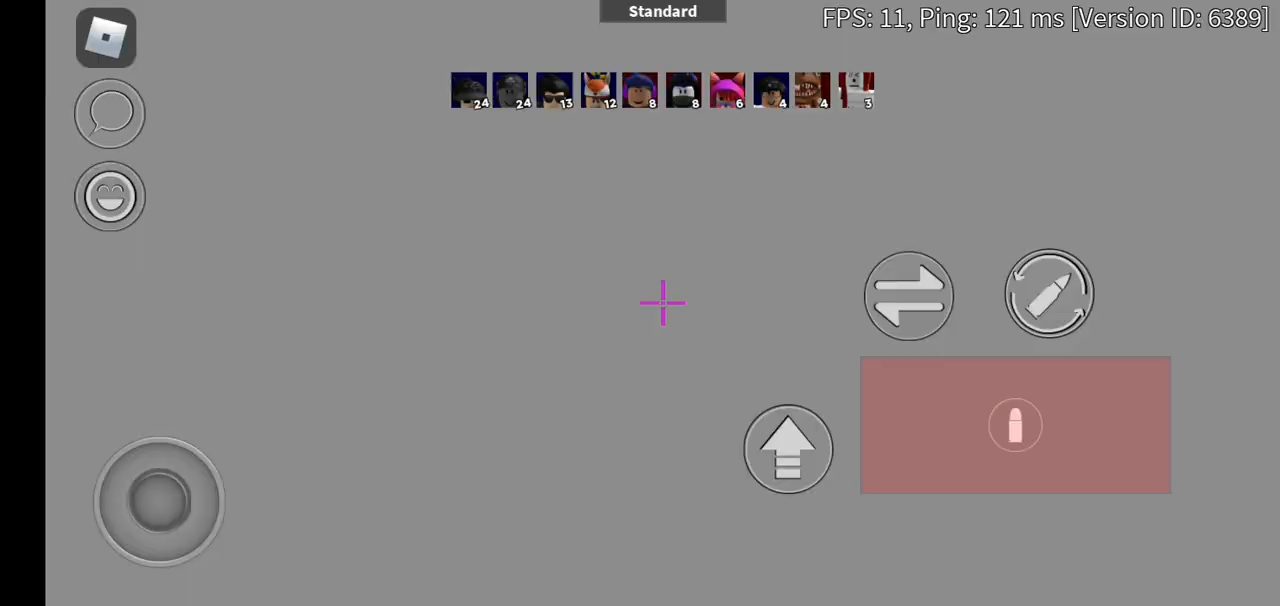 Standard
FPS: 11, Ping: 121 ms [Version ID: 6389]
24 24 13 12 8 8 6 4 4 3